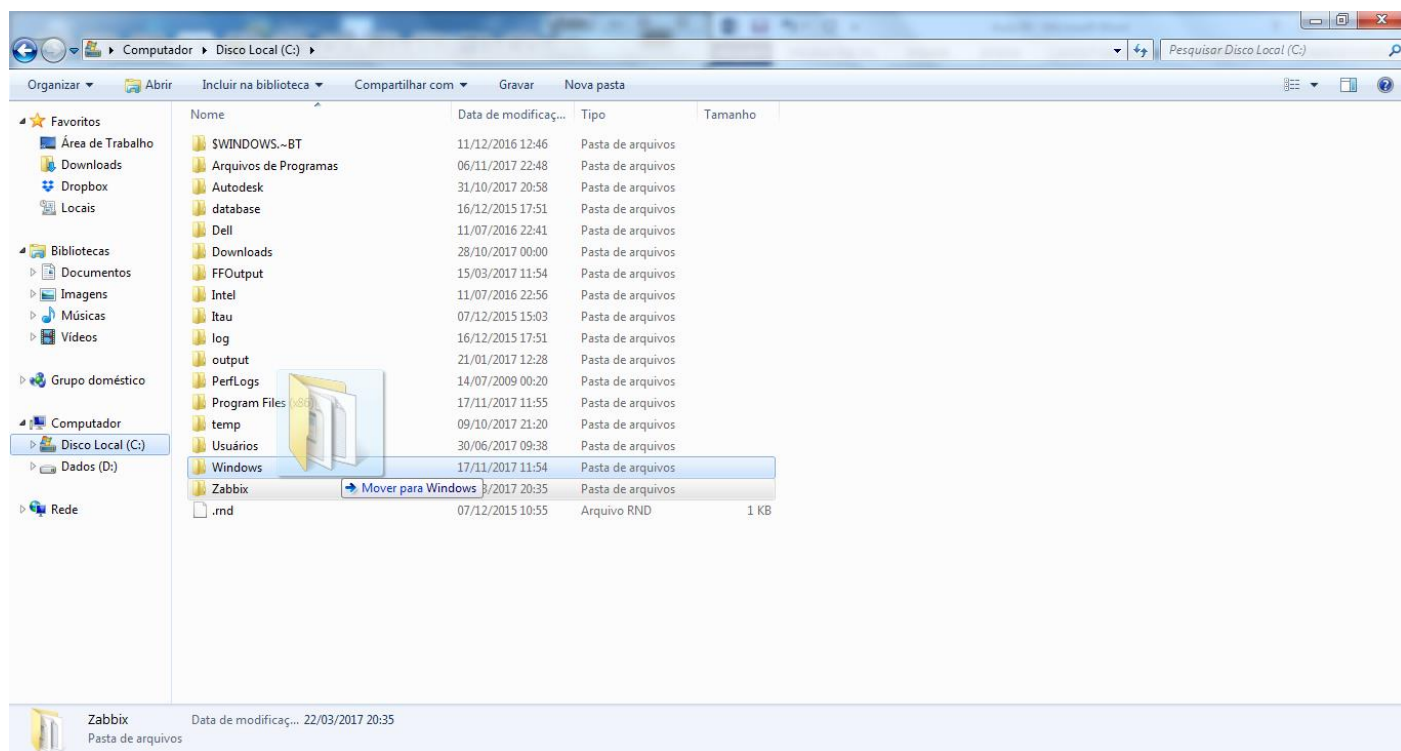 Computador ▸ Disco Local (C:) ▸ Pesquisar Disco Local (C:)
Organizar Abrir Incluir na biblioteca Compartilhar com Gravar Nova pasta
Favoritos
Área de Trabalho
Downloads
Dropbox
Locais
Bibliotecas
Documentos
Imagens
Músicas
Vídeos
Grupo doméstico
Computador
Disco Local (C:)
Dados (D:)
Rede
Nome Data de modificaç... Tipo Tamanho
$WINDOWS.~BT 11/12/2016 12:46 Pasta de arquivos
Arquivos de Programas 06/11/2017 22:48 Pasta de arquivos
Autodesk 31/10/2017 20:58 Pasta de arquivos
database 16/12/2015 17:51 Pasta de arquivos
Dell 11/07/2016 22:41 Pasta de arquivos
Downloads 28/10/2017 00:00 Pasta de arquivos
FFOutput 15/03/2017 11:54 Pasta de arquivos
Intel 11/07/2016 22:56 Pasta de arquivos
Itau 07/12/2015 15:03 Pasta de arquivos
log 16/12/2015 17:51 Pasta de arquivos
output 21/01/2017 12:28 Pasta de arquivos
PerfLogs 14/07/2009 00:20 Pasta de arquivos
Program Files (x86) 17/11/2017 11:55 Pasta de arquivos
temp 09/10/2017 21:20 Pasta de arquivos
Usuários 30/06/2017 09:38 Pasta de arquivos
Windows 17/11/2017 11:54 Pasta de arquivos
Zabbix Mover para Windows 3/2017 20:35 Pasta de arquivos
.rnd 07/12/2015 10:55 Arquivo RND 1 KB
Zabbix Data de modificaç... 22/03/2017 20:35
Pasta de arquivos